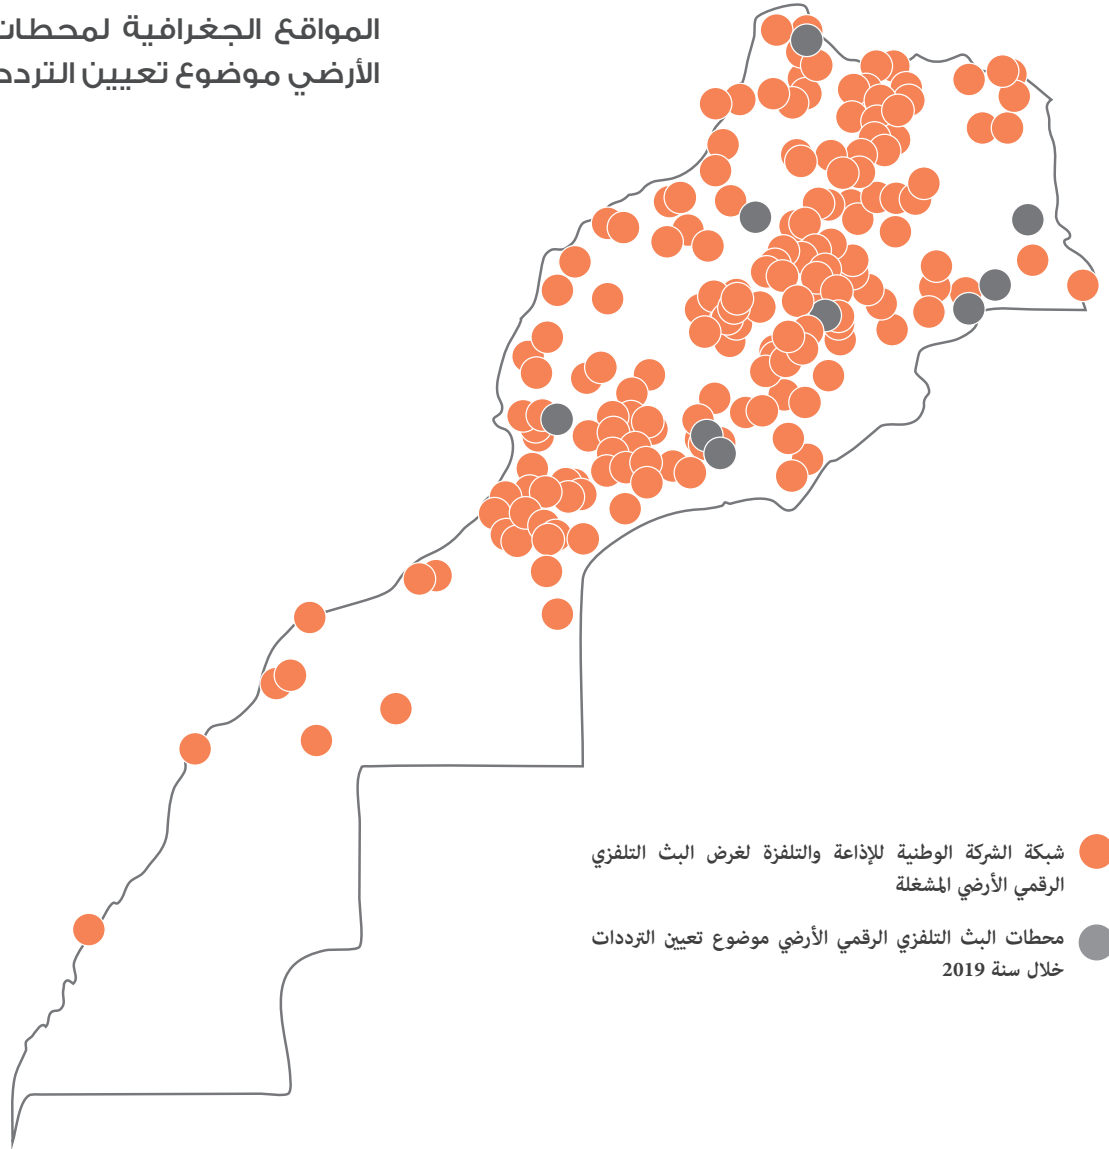 المواقع الجغرافية لمحطات
الأرضي موضوع تعيين
شبكة الشركة الوطنية للإذاعة والتلفزة لغرض البث التلفزي
الرقمي الأرضي المشغلة
محطات البث التلفزي الرقمي الأرضي موضوع تعيين الترددات
خلال سنة 2019